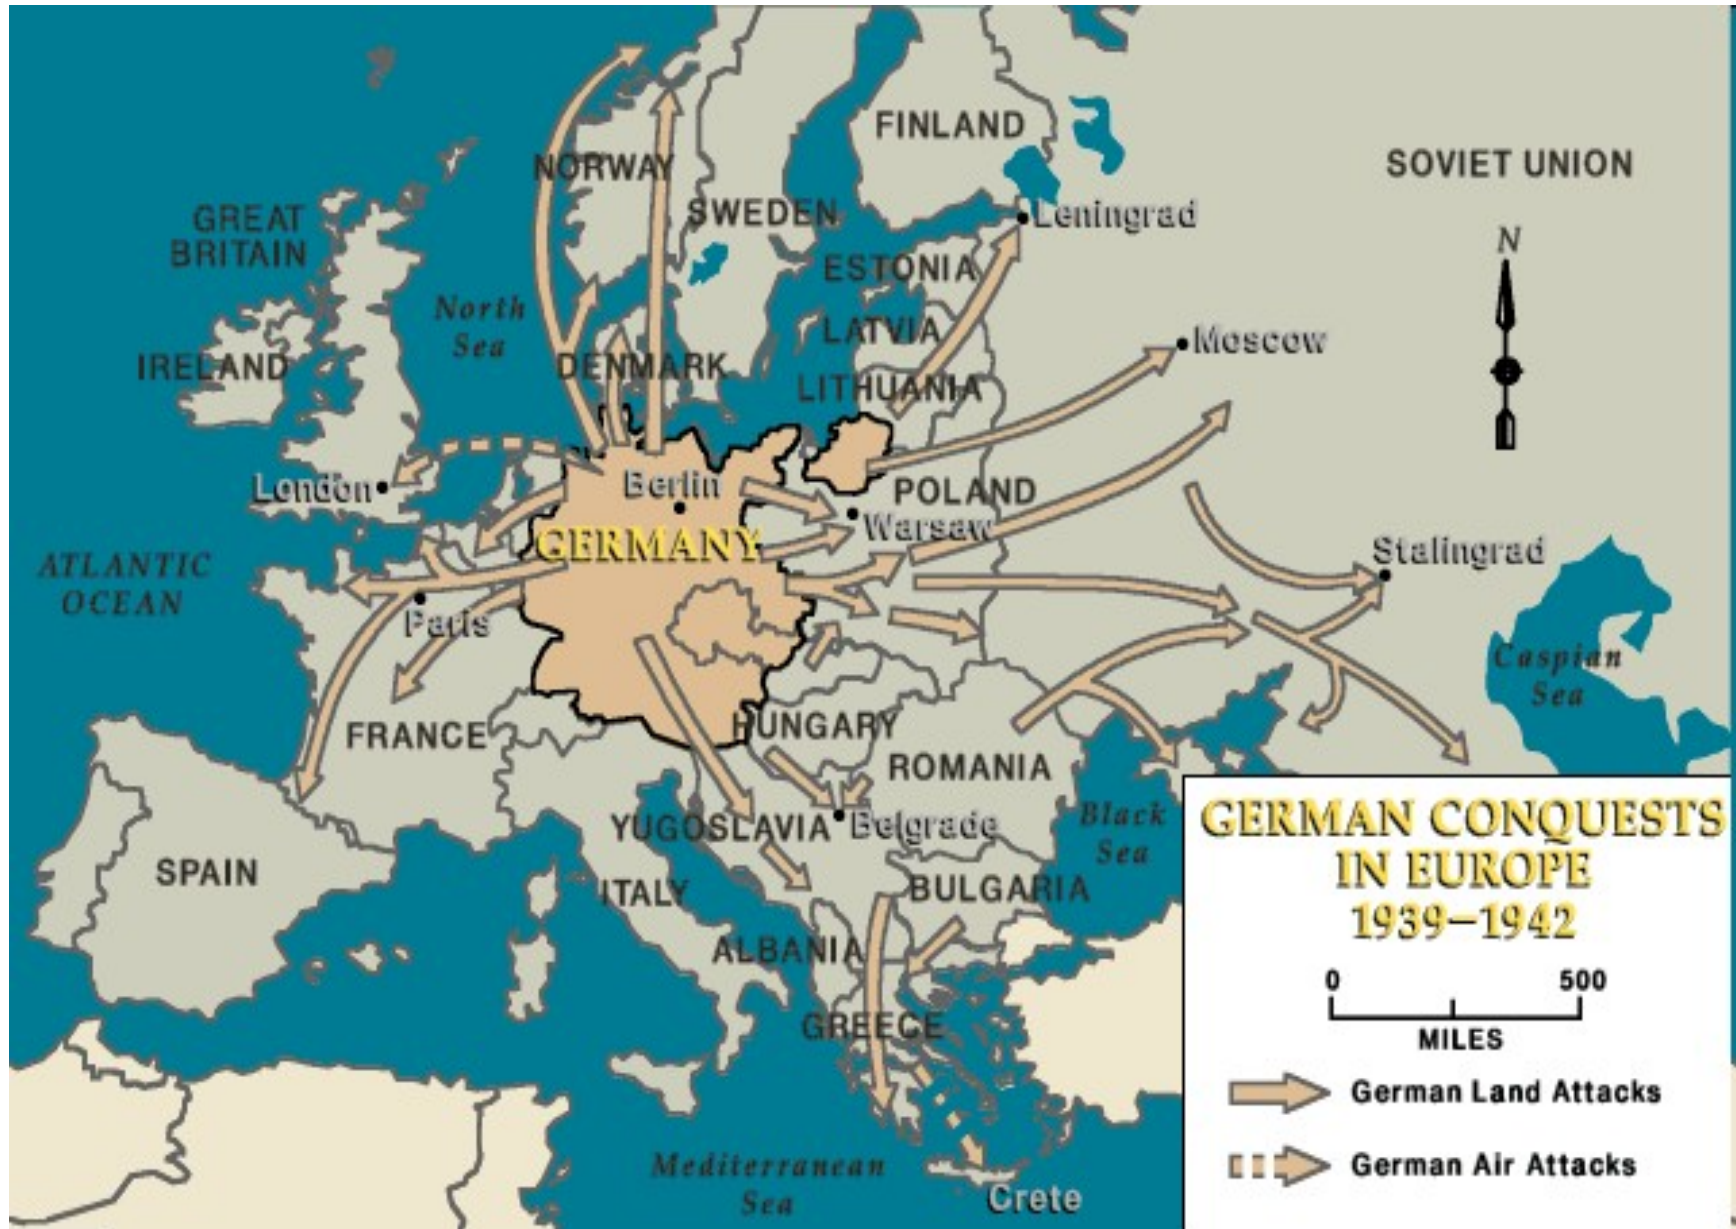 FINLAND
SOVIET UNION
NORWAY
SWEDEN
Leningrad
GREAT
BRITAIN
N
ESTONIA
North
Sea
LATVIA
Moscow
IRELAND
DENMARK
LITHUANIA
London
Berlin
POLAND
Warsaw
GERMANY
Stalingrad
ATLANTIC
OCEAN
Paris
Caspian
Sea
FRANCE
HUNGARY
ROMANIA
YUGOSLAVIA
Belgrade
Black
Sea
SPAIN
ITALY
BULGARIA
ALBANIA
GREECE
Mediterranean
Sea
Crete
GERMAN CONQUESTS
IN EUROPE
1939–1942
0 500
MILES
German Land Attacks
German Air Attacks